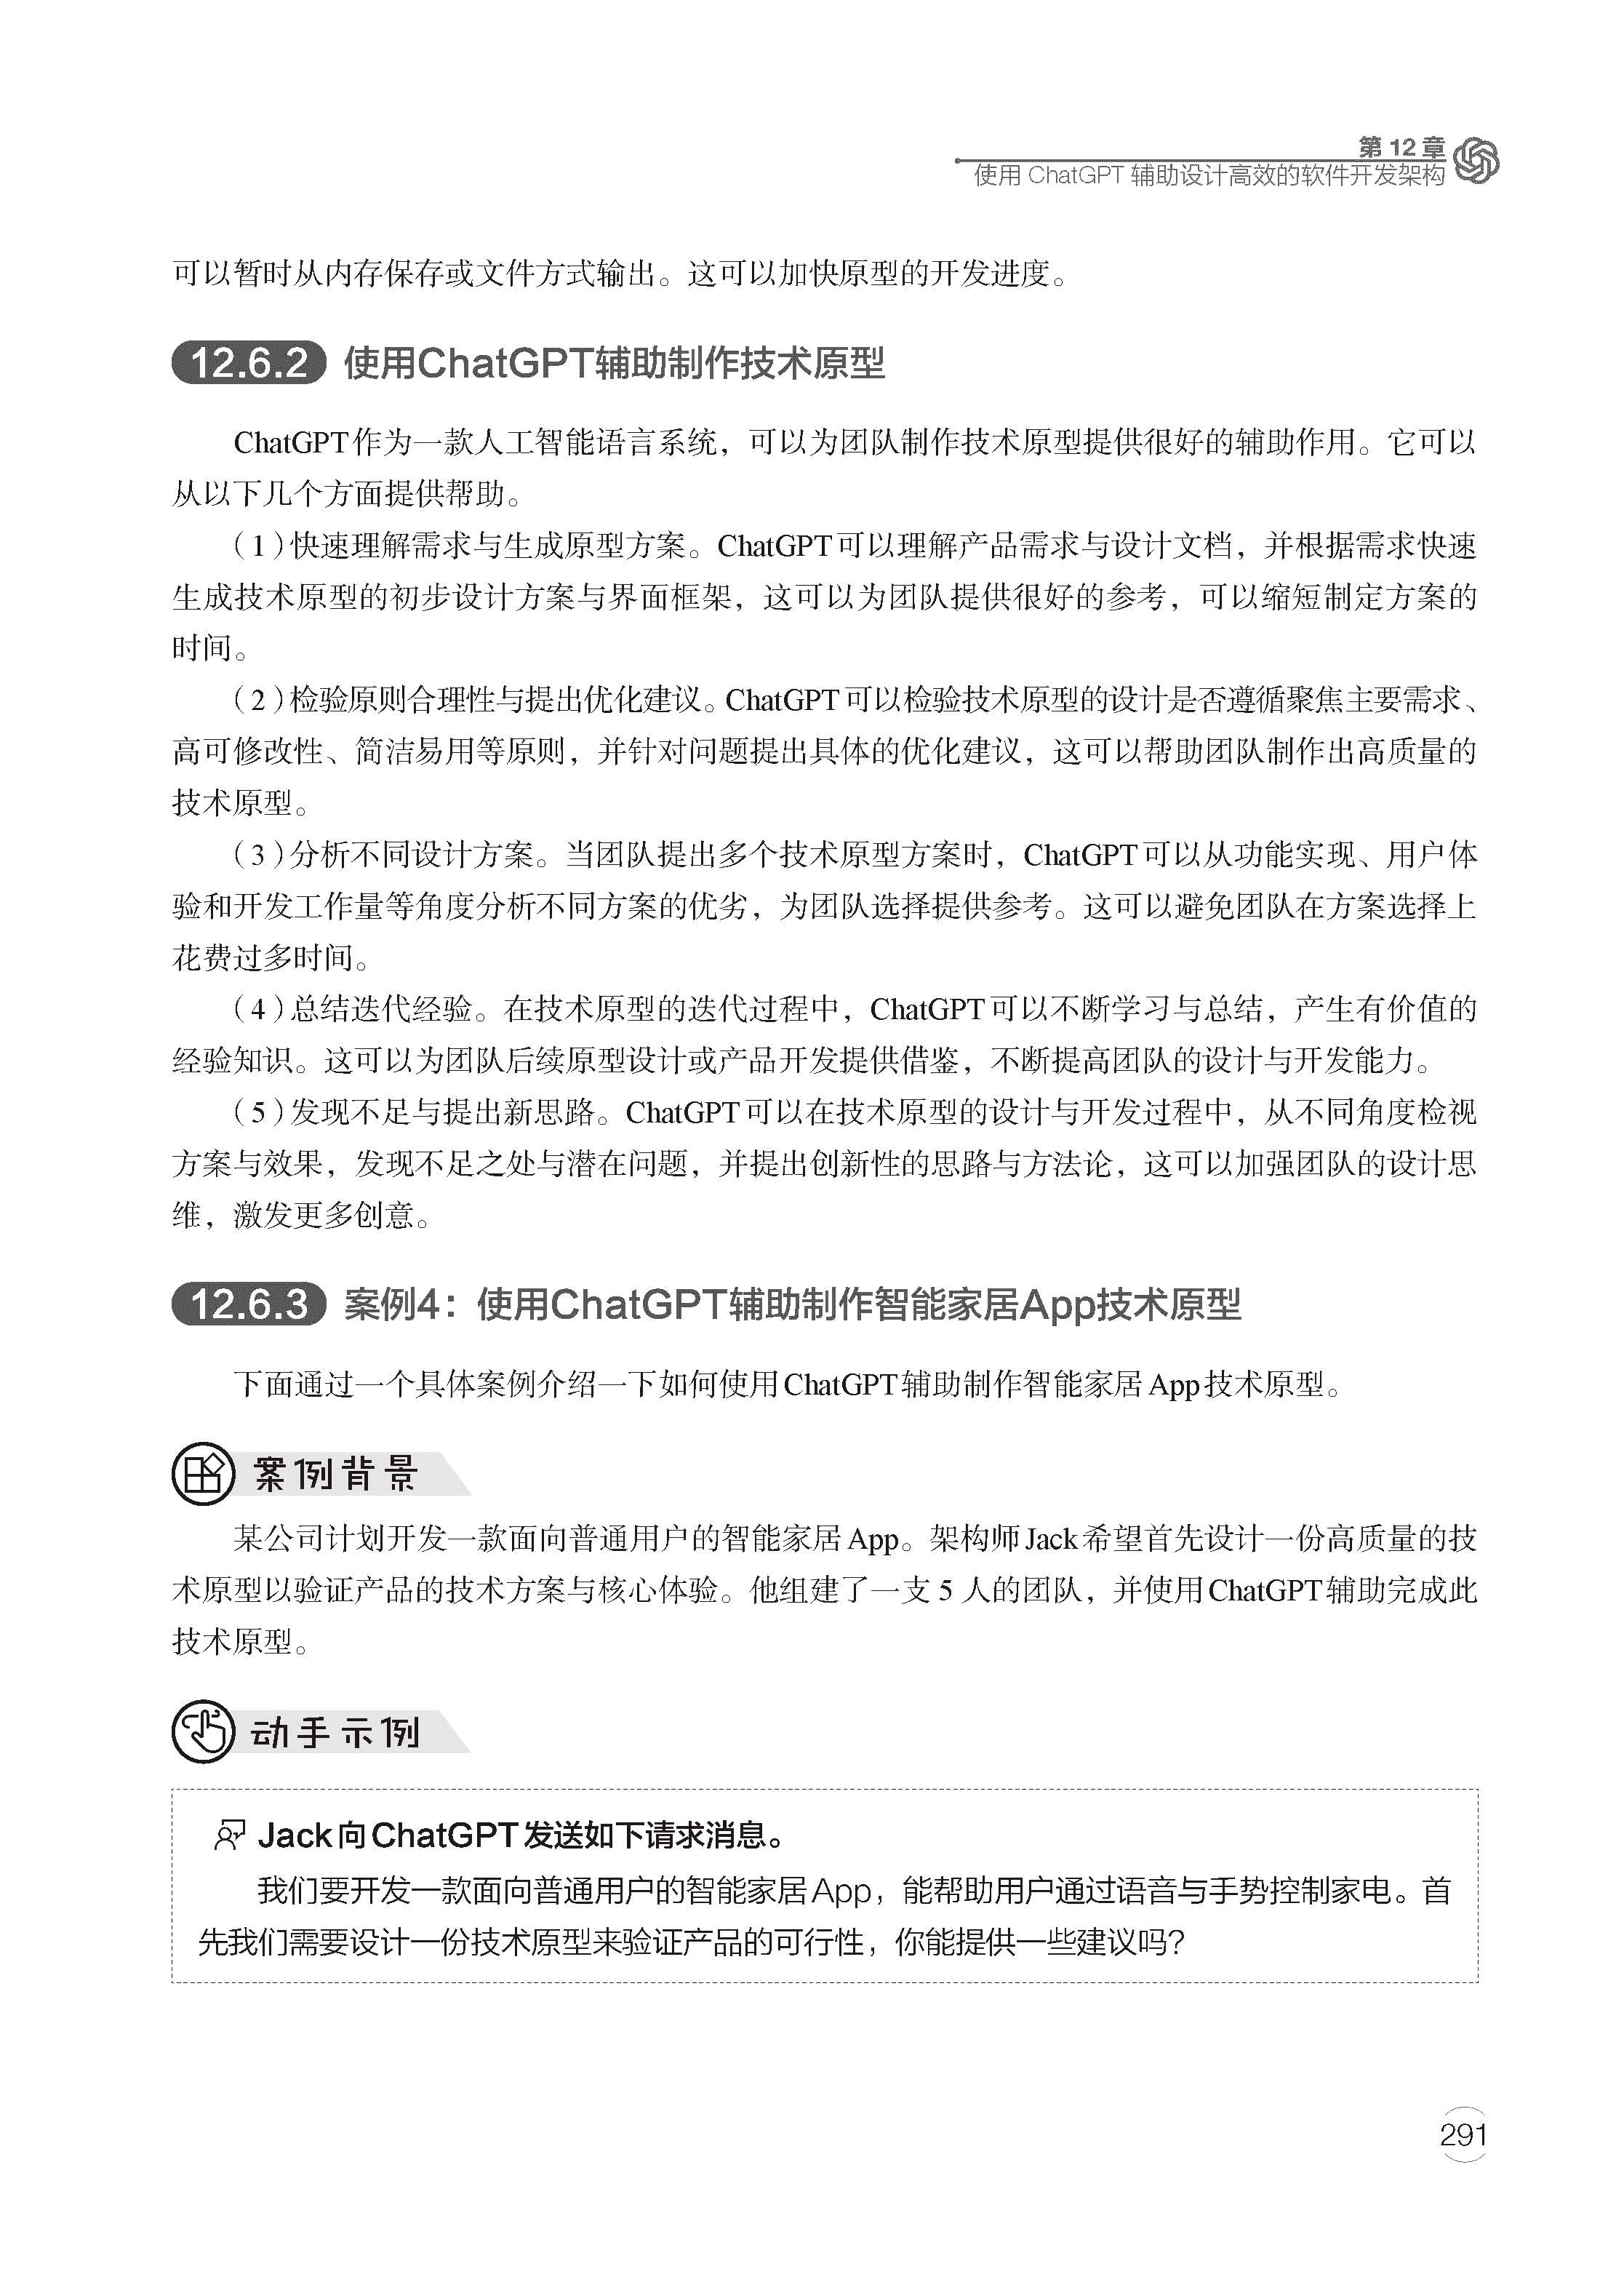 第 12 章
使用 ChatGPT 辅助设计高效的软件开发架构
可以暂时从内存保存或文件方式输出。这可以加快原型的开发进度。
12.6.2 使用ChatGPT辅助制作技术原型
ChatGPT作为一款人工智能语言系统，可以为团队制作技术原型提供很好的辅助作用。它可以
从以下几个方面提供帮助。
（1）快速理解需求与生成原型方案。ChatGPT可以理解产品需求与设计文档，并根据需求快速
生成技术原型的初步设计方案与界面框架，这可以为团队提供很好的参考，可以缩短制定方案的
时间。
（2）检验原则合理性与提出优化建议。ChatGPT可以检验技术原型的设计是否遵循聚焦主要需求、
高可修改性、简洁易用等原则，并针对问题提出具体的优化建议，这可以帮助团队制作出高质量的
技术原型。
（3）分析不同设计方案。当团队提出多个技术原型方案时，ChatGPT可以从功能实现、用户体
验和开发工作量等角度分析不同方案的优劣，为团队选择提供参考。这可以避免团队在方案选择上
花费过多时间。
（4）总结迭代经验。在技术原型的迭代过程中，ChatGPT可以不断学习与总结，产生有价值的
经验知识。这可以为团队后续原型设计或产品开发提供借鉴，不断提高团队的设计与开发能力。
（5）发现不足与提出新思路。ChatGPT可以在技术原型的设计与开发过程中，从不同角度检视
方案与效果，发现不足之处与潜在问题，并提出创新性的思路与方法论，这可以加强团队的设计思
维，激发更多创意。
12.6.3 案例4：使用ChatGPT辅助制作智能家居App技术原型
下面通过一个具体案例介绍一下如何使用ChatGPT辅助制作智能家居App技术原型。
案例背景
某公司计划开发一款面向普通用户的智能家居App。架构师Jack希望首先设计一份高质量的技
术原型以验证产品的技术方案与核心体验。他组建了一支 5 人的团队，并使用ChatGPT辅助完成此
技术原型。
动手示例
Jack向ChatGPT发送如下请求消息。
我们要开发一款面向普通用户的智能家居App，能帮助用户通过语音与手势控制家电。首
先我们需要设计一份技术原型来验证产品的可行性，你能提供一些建议吗？
291